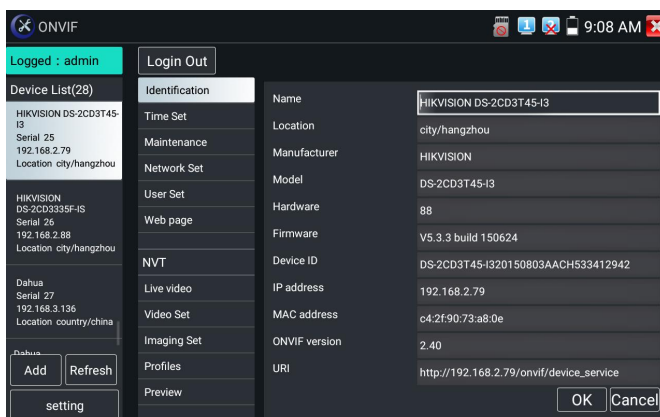 ONVIF
9:08 AM
Logged : admin
Login Out
Device List(28)
HIKVISION DS-2CD3T45-
I3
Serial 25
192.168.2.79
Location city/hangzhou
HIKVISION
DS-2CD3335F-IS
Serial 26
192.168.2.88
Location city/hangzhou
Dahua
Serial 27
192.168.3.136
Location country/china
Dahua
Add
Refresh
setting
Identification
Time Set
Maintenance
Network Set
User Set
Web page
NVT
Live video
Video Set
Imaging Set
Profiles
Preview
Name HIKVISION DS-2CD3T45-I3
Location city/hangzhou
Manufacturer HIKVISION
Model DS-2CD3T45-I3
Hardware 88
Firmware V5.3.3 build 150624
Device ID DS-2CD3T45-I320150803AACH533412942
IP address 192.168.2.79
MAC address c4:2f:90:73:a8:0e
ONVIF version 2.40
URI http://192.168.2.79/onvif/device_service
OK
Cancel